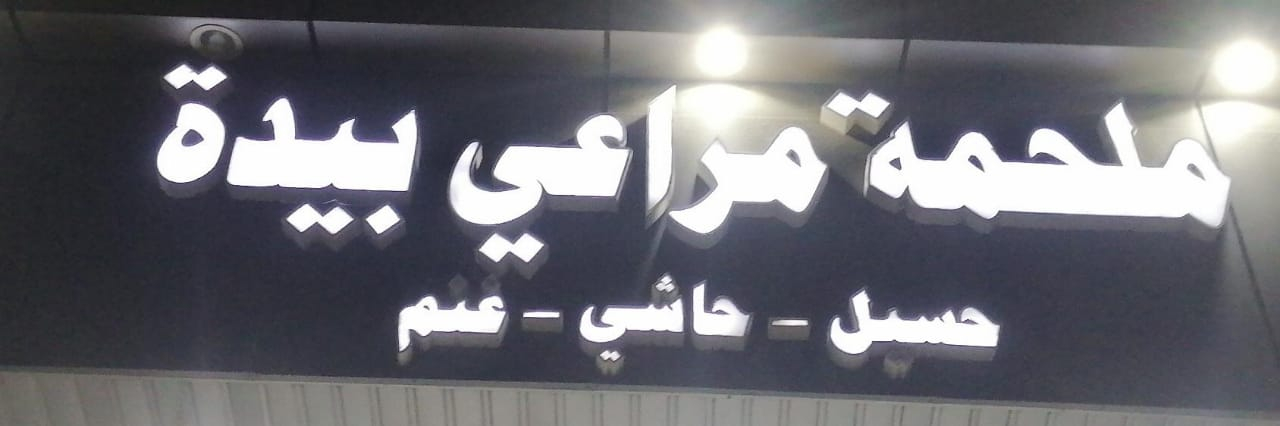 ملحمة مراعي بيدة
حسيل - حاشي - غنم